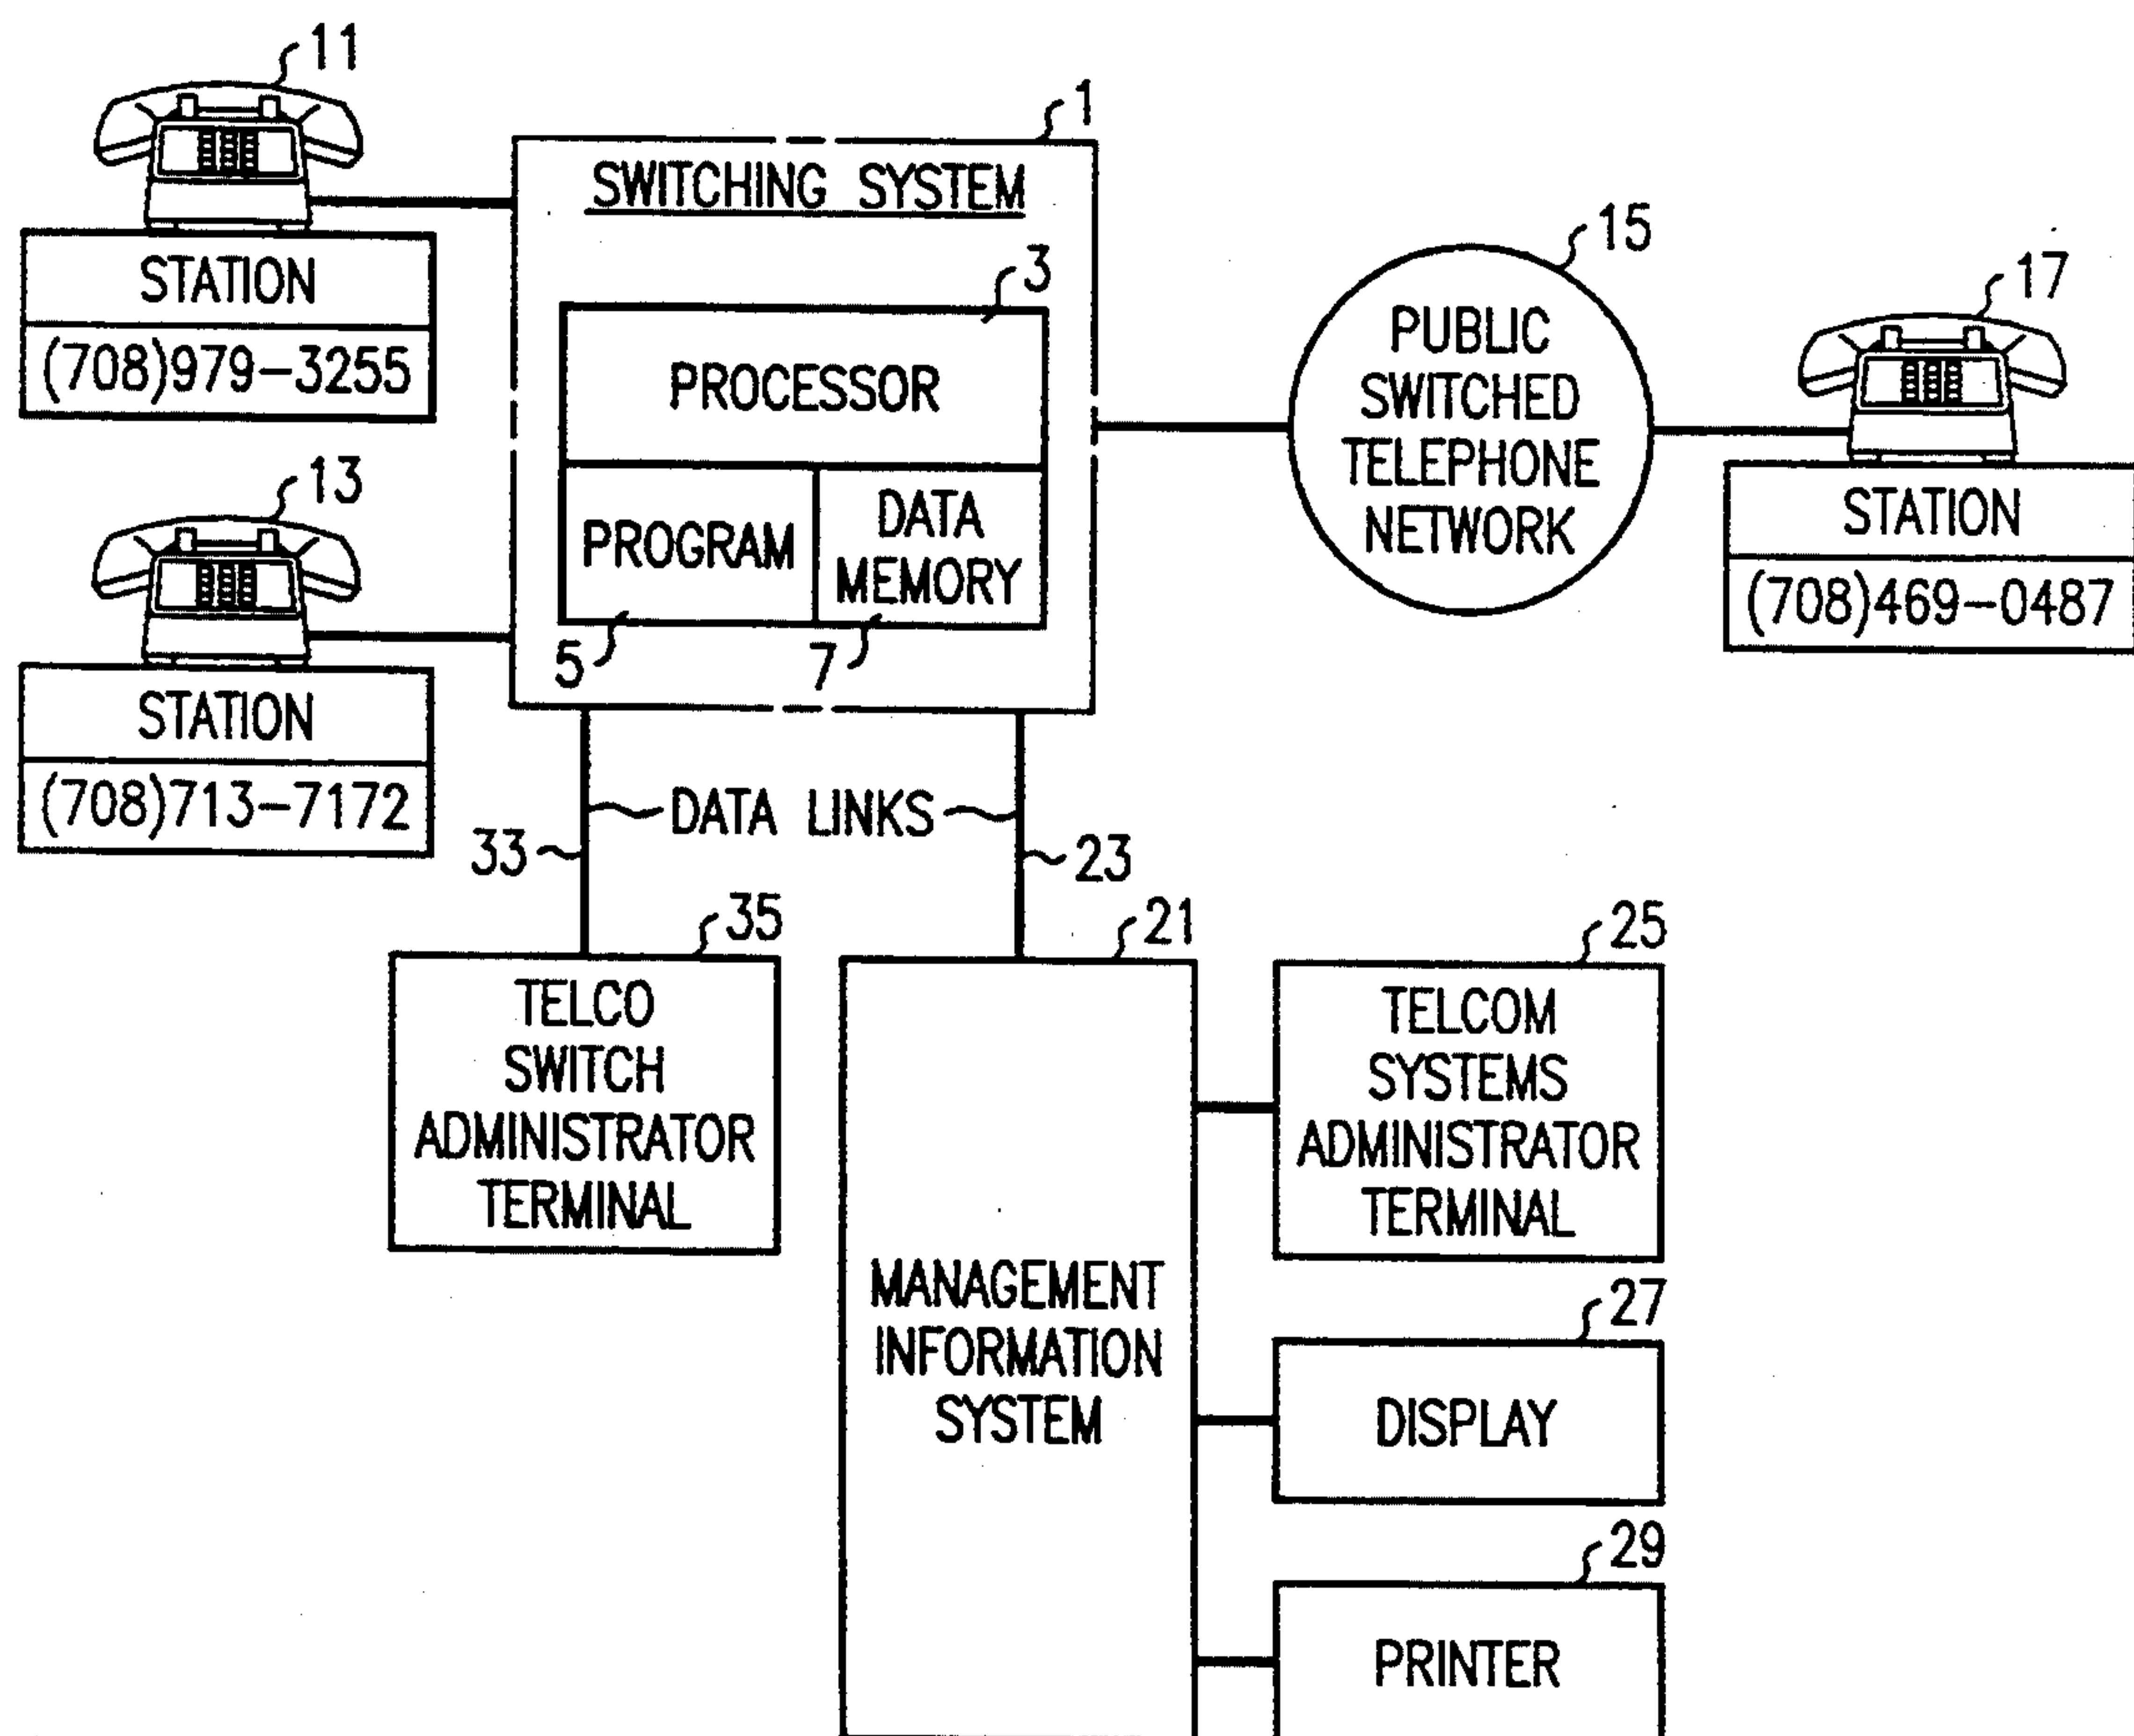 11
STATION
(708)979-3255
13
STATION
(708)713-7172
1
SWITCHING SYSTEM
3
PROCESSOR
PROGRAM
DATA
MEMORY
5
7
15
PUBLIC
SWITCHED
TELEPHONE
NETWORK
17
STATION
(708)469-0487
DATA LINKS
33
23
35
TELCO
SWITCH
ADMINISTRATOR
TERMINAL
21
MANAGEMENT
INFORMATION
SYSTEM
25
TELCOM
SYSTEMS
ADMINISTRATOR
TERMINAL
27
DISPLAY
29
PRINTER